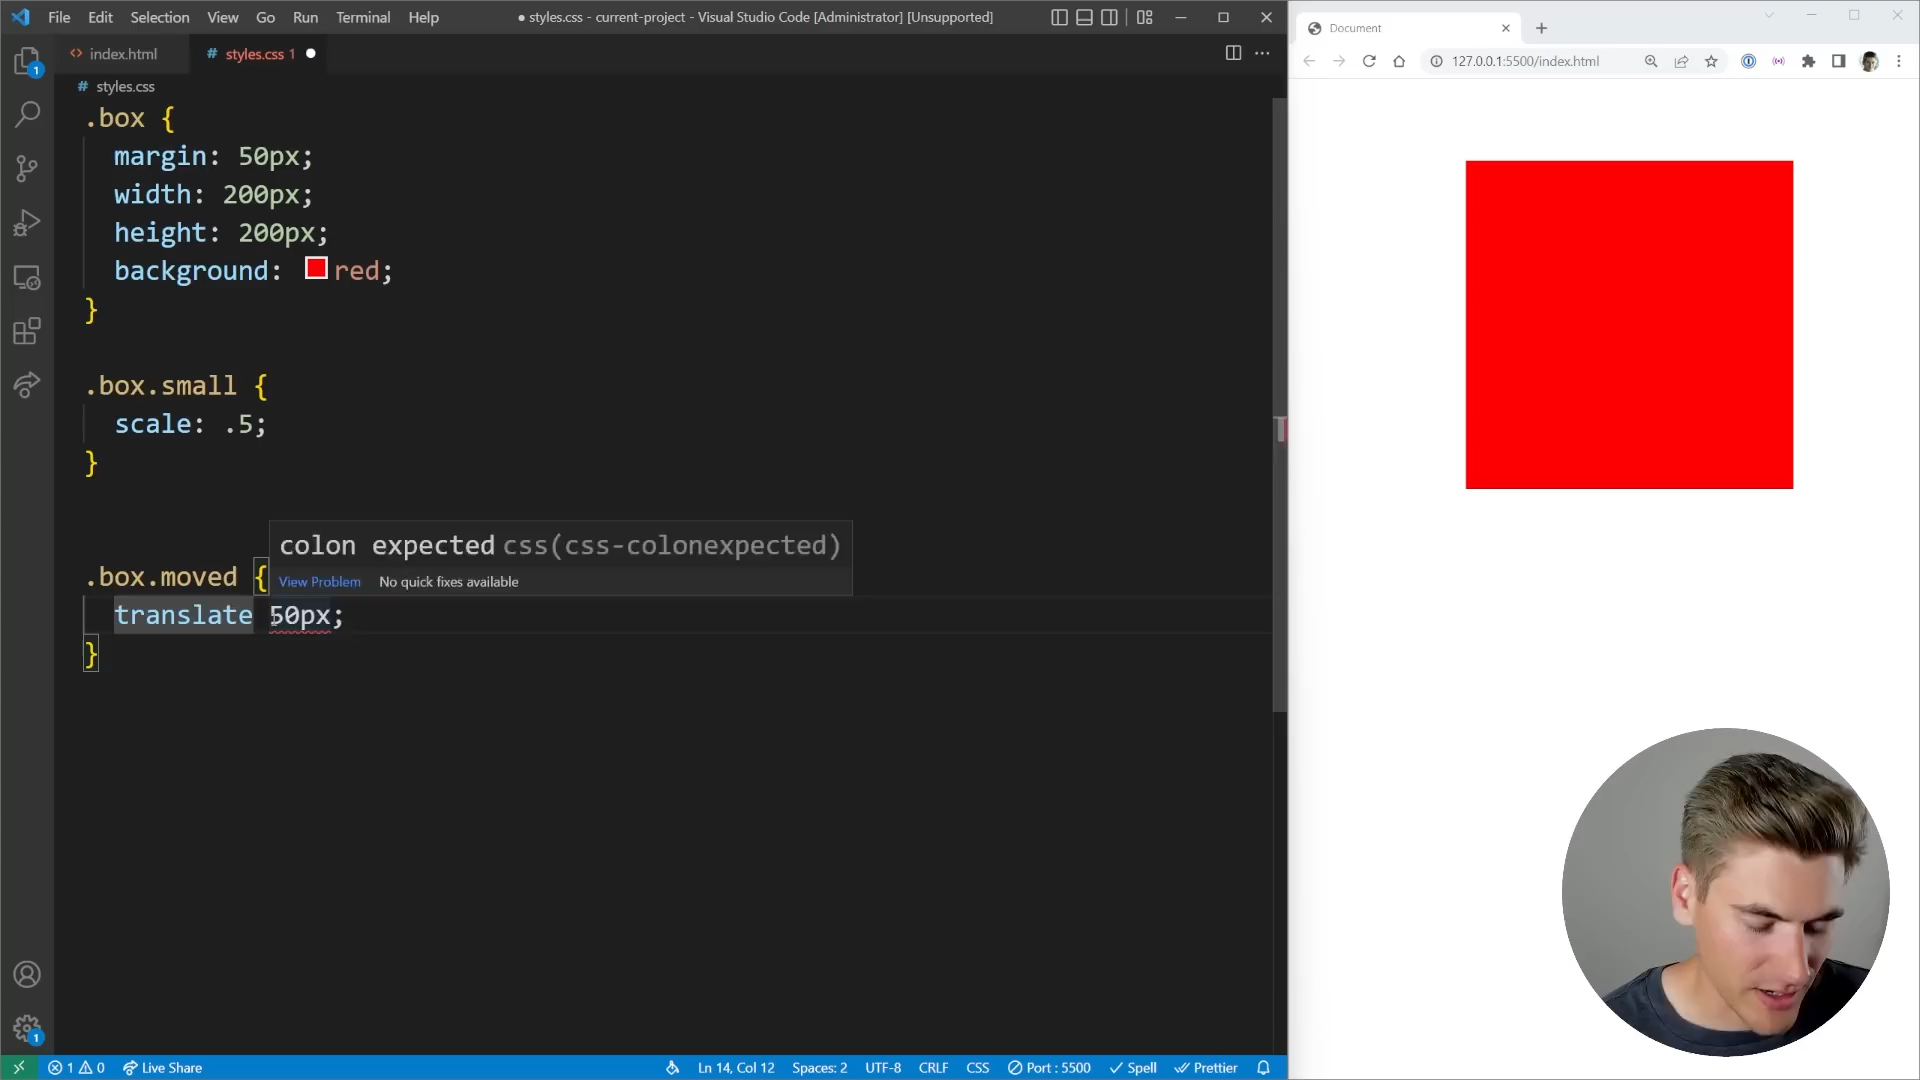 File Edit Selection View Go Run Terminal Help
● styles.css - current-project - Visual Studio Code [Administrator] [Unsupported]
index.html
# styles.css 1 ●
# styles.css
.box {
margin: 50px;
width: 200px;
height: 200px;
background: red;
}
.box.small {
scale: .5;
}
colon expected css(css-colonexpected)
View Problem No quick fixes available
.box.moved {
translate 50px;
}
1
1
1 0 Live Share Ln 14, Col 12 Spaces: 2 UTF-8 CRLF CSS Port : 5500 Spell Prettier
Document
127.0.0.1:5500/index.html